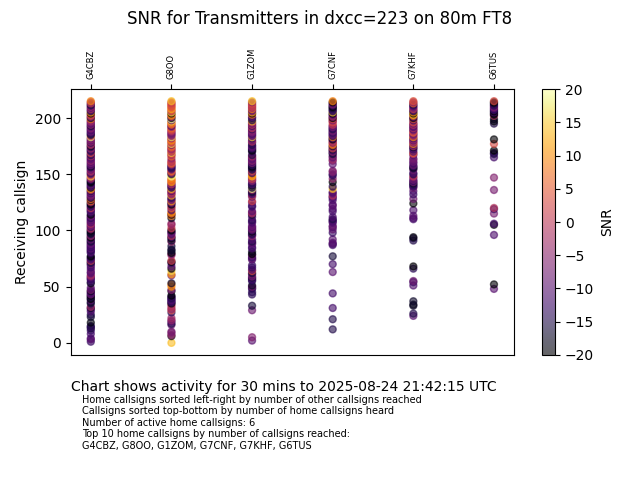 SNR for Transmitters in dxcc=223 on 80m FT8
G4CBZ G8OO G1ZOM G7CNF G7KHF G6TUS
200
150
100
50
0
Receiving callsign
20
15
10
5
0
−5
−10
−15
−20
SNR
Chart shows activity for 30 mins to 2025-08-24 21:42:15 UTC
Home callsigns sorted left-right by number of other callsigns reached
Callsigns sorted top-bottom by number of home callsigns heard
Number of active home callsigns: 6
Top 10 home callsigns by number of callsigns reached:
G4CBZ, G8OO, G1ZOM, G7CNF, G7KHF, G6TUS